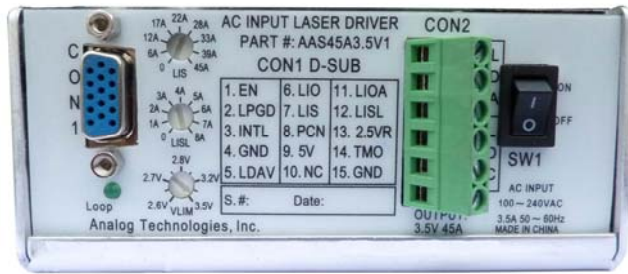 AC INPUT LASER DRIVER
PART #: AAS45A3.5V1
CON1 D-SUB
CON1
0 6A 12A 17A 22A 28A 33A 39A 45A
LIS
0 1A 2A 3A 4A 5A 6A 7A 8A
LISL
2.6V 2.7V 2.8V 3.2V 3.5V
VLIM
Loop
1. EN 6. LIO 11. LIOA
2. LPGD 7. LIS 12. LISL
3. INTL 8. PCN 13. 2.5VR
4. GND 9. 5V 14. TMO
5. LDAV 10. NC 15. GND
S.#: Date:
Analog Technologies, Inc.
CON2
L
D
A
L
D
C
OUTPUT:
3.5V 45A
ON
I
O
OFF
SW1
AC INPUT
100～240VAC
3.5A 50～60Hz
MADE IN CHINA